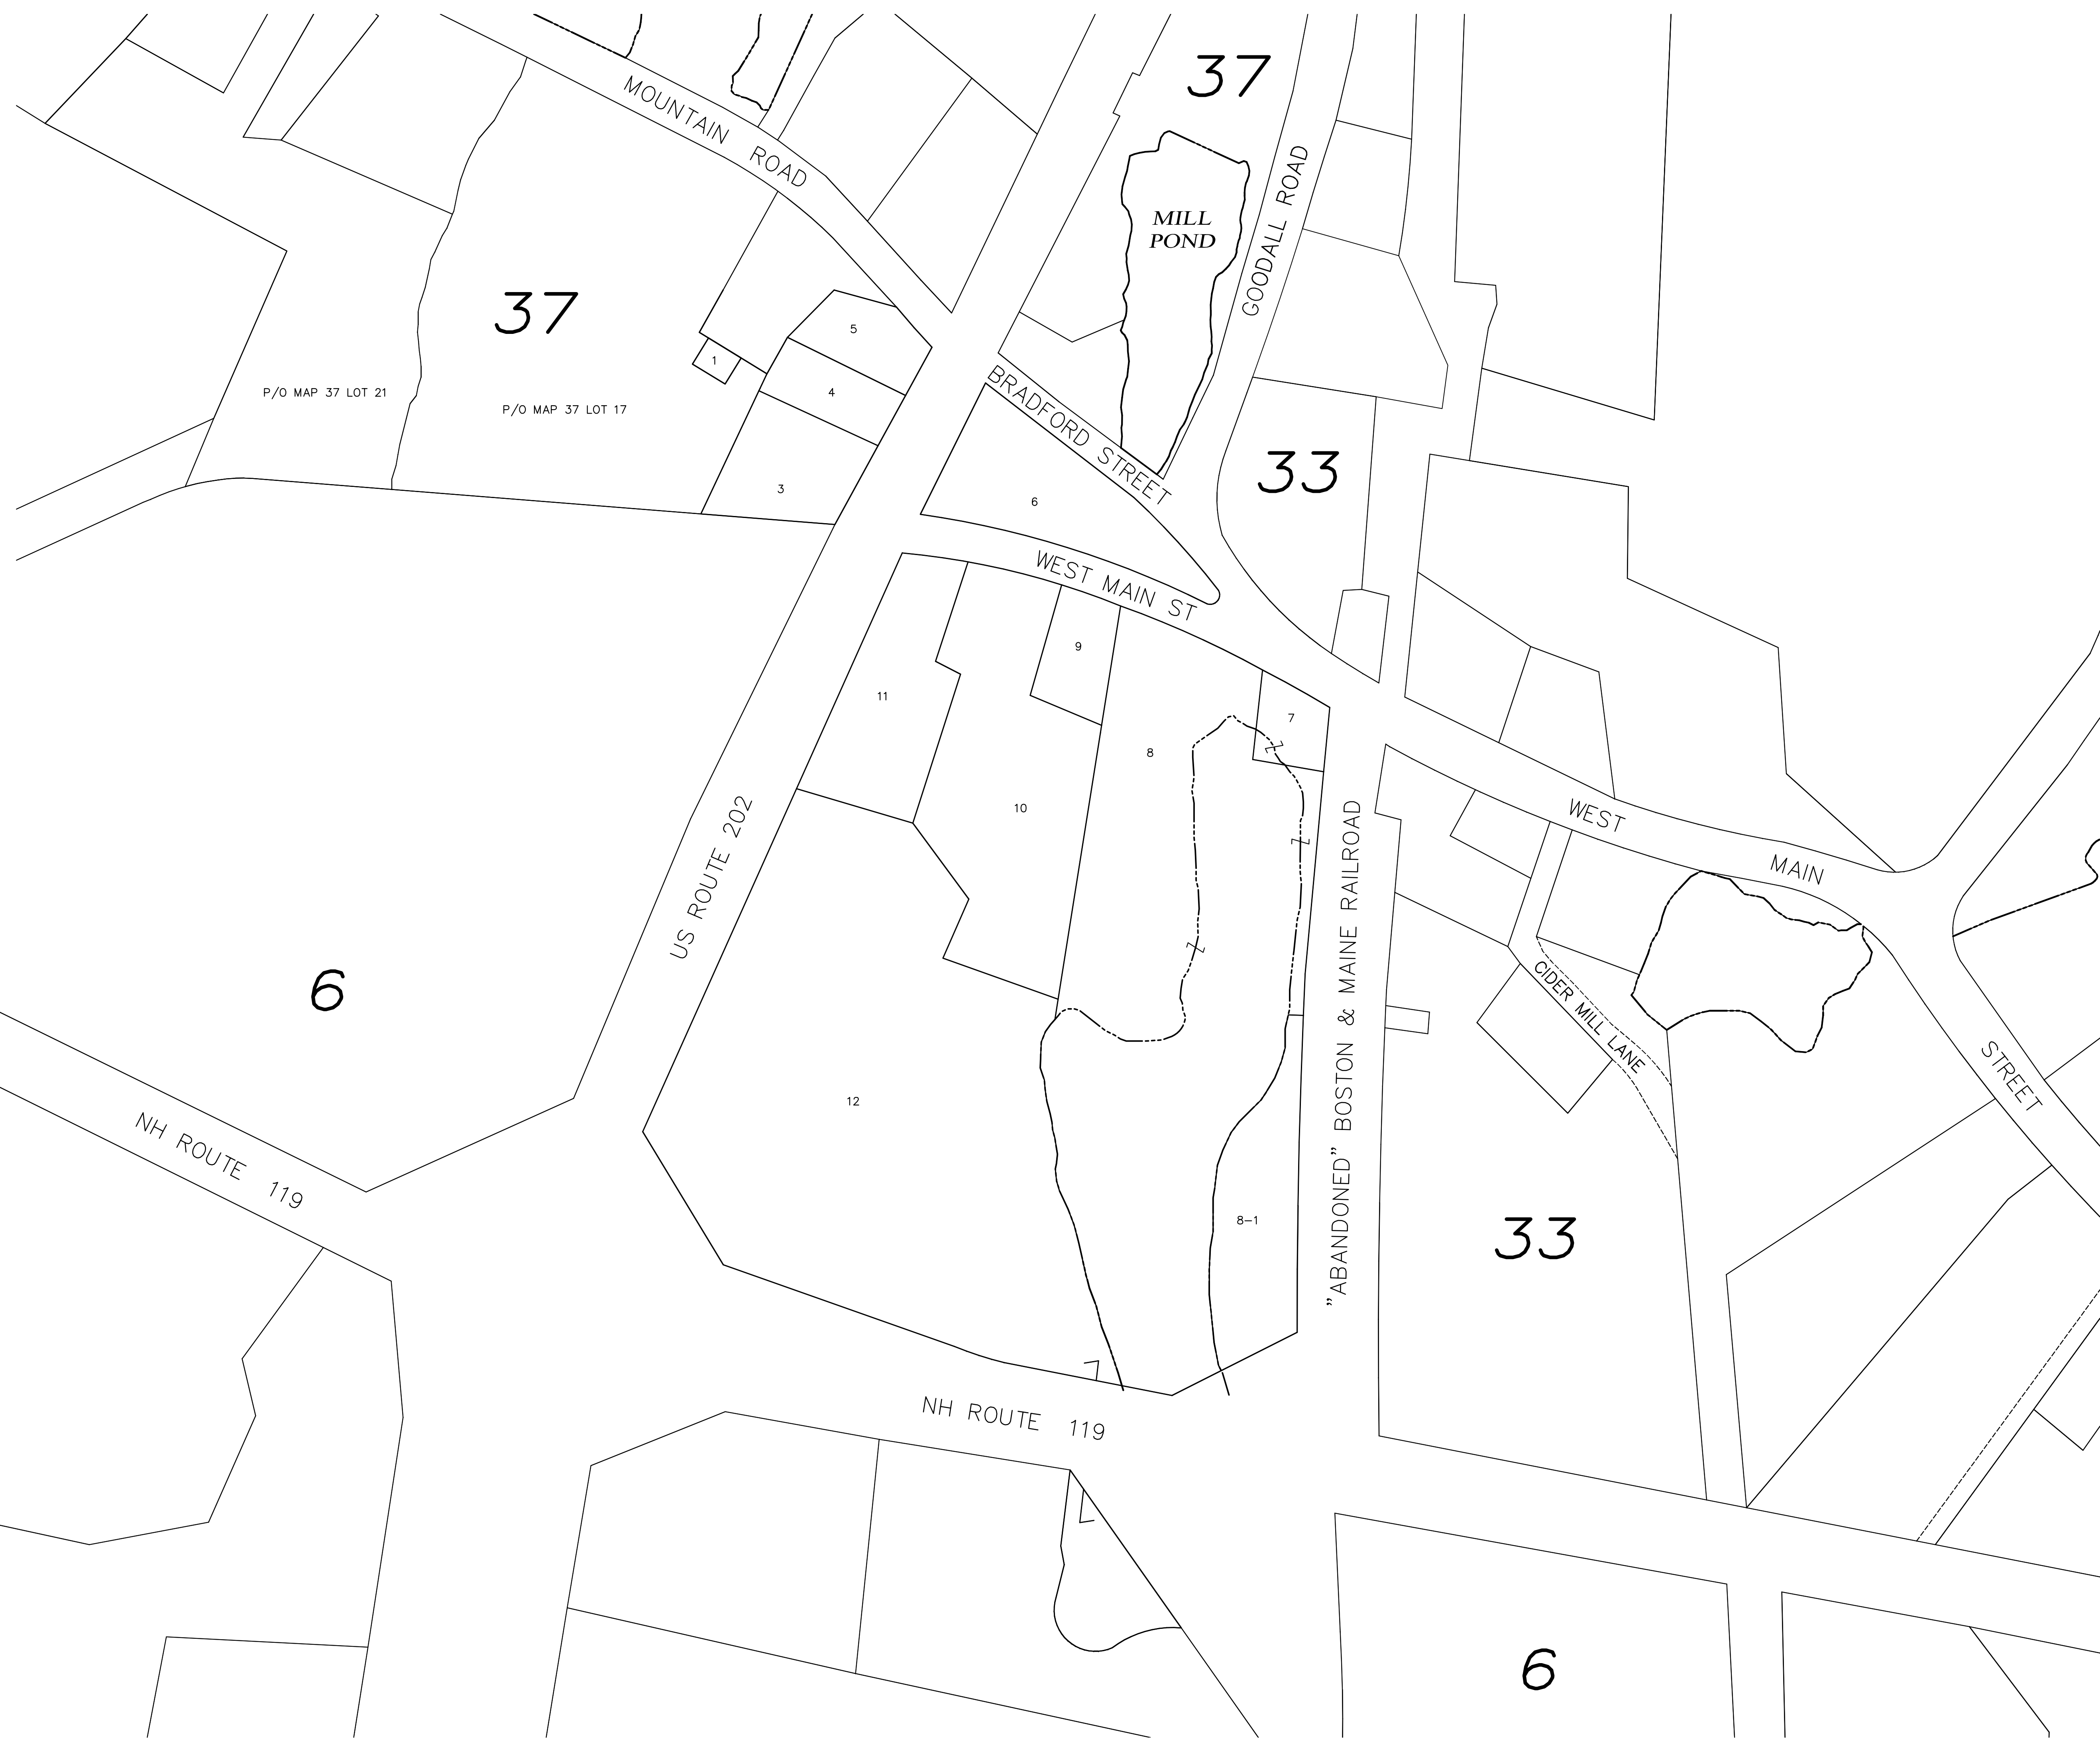 37
MOUNTAIN ROAD
MILL
POND
GOODALL ROAD
37
5
1
4
P/O MAP 37 LOT 21
P/O MAP 37 LOT 17
BRADFORD STREET
33
3
6
WEST MAIN ST
9
11
7
8
10
WEST
MAIN
STREET
US ROUTE 202
"ABANDONED" BOSTON & MAINE RAILROAD
CIDER MILL LANE
6
12
NH ROUTE 119
8-1
33
NH ROUTE 119
6